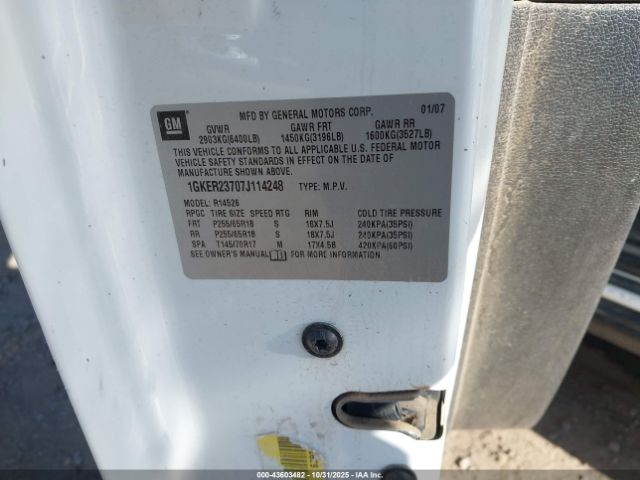 GM
MFD BY GENERAL MOTORS CORP. 01/07
GVWR GAWR FRT GAWR RR
2903KG(6400LB) 1450KG(3196LB) 1600KG(3527LB)
THIS VEHICLE CONFORMS TO ALL APPLICABLE U.S. FEDERAL MOTOR
VEHICLE SAFETY STANDARDS IN EFFECT ON THE DATE OF
MANUFACTURE SHOWN ABOVE.
1GKER23707J114248 TYPE: M.P.V.
MODEL: R14526
RPGC TIRE SIZE SPEED RTG RIM COLD TIRE PRESSURE
FRT P255/65R18 S 18X7.5J 240KPA(35PSI)
RR P255/65R18 S 18X7.5J 240KPA(35PSI)
SPA T145/70R17 M 17X4.5B 420KPA(60PSI)
SEE OWNER'S MANUAL
000-43603482 - 10/31/2025 - Copyright IAA, LLC